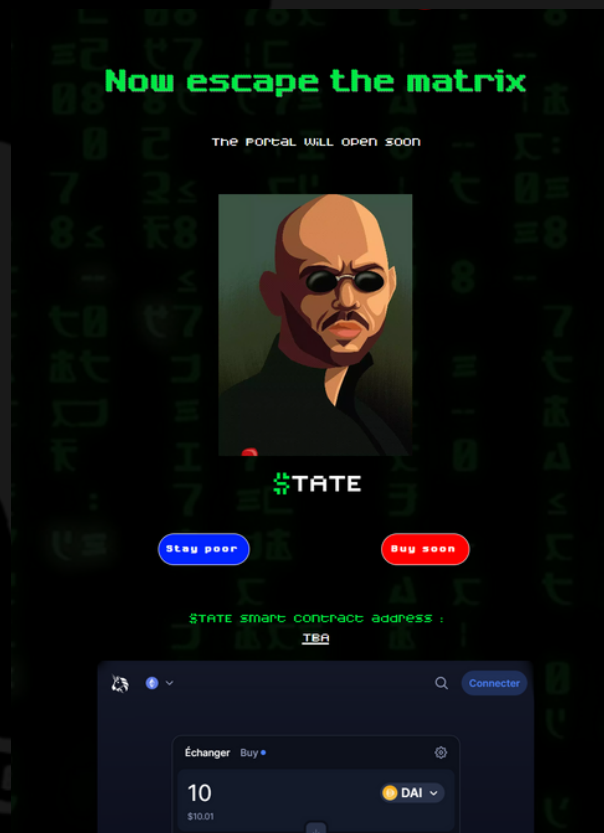 Now escape the matrix
The Portal will open soon
$TATE
Stay poor
Buy soon
$TATE smart contract address :
TBA
Connecter
Échanger Buy
10
DAI
$10.01